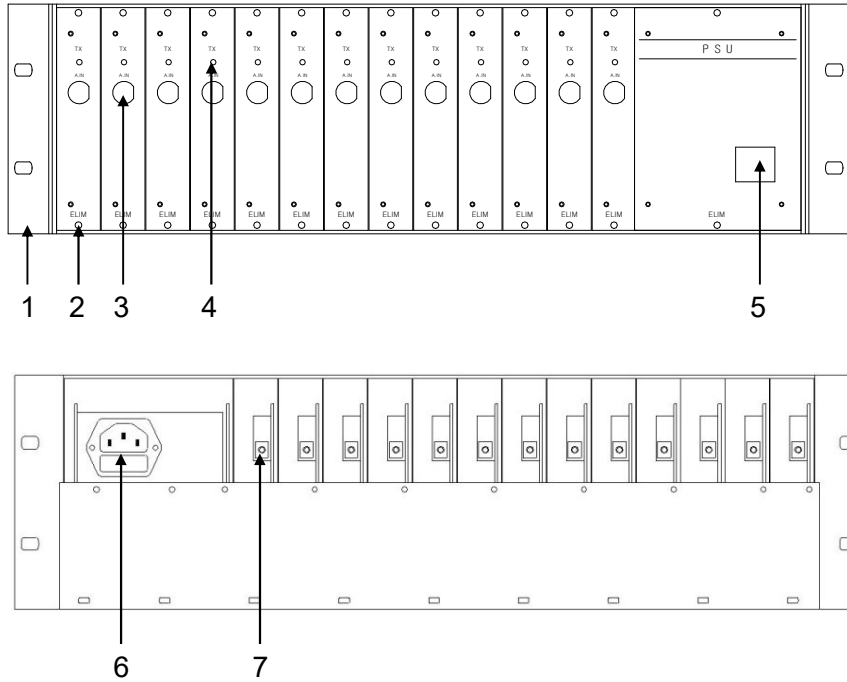 TX TX TX TX TX TX TX TX TX TX TX TX TX PSU
A.IN A.IN A.IN A.IN A.IN A.IN A.IN A.IN A.IN A.IN A.IN A.IN A.IN
ELIM ELIM ELIM ELIM ELIM ELIM ELIM ELIM ELIM ELIM ELIM ELIM ELIM ELIM
1 2 3 4 5
6 7